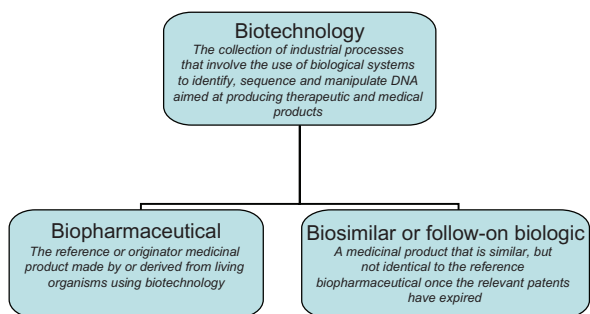 Biotechnology
The collection of industrial processes
that involve the use of biological systems
to identify, sequence and manipulate DNA
aimed at producing therapeutic and medical
products
Biopharmaceutical
The reference or originator medicinal
product made by or derived from living
organisms using biotechnology
Biosimilar or follow-on biologic
A medicinal product that is similar, but
not identical to the reference
biopharmaceutical once the relevant patents
have expired